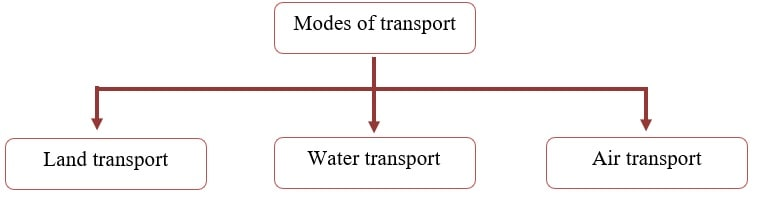 Modes of transport
Land transport
Water transport
Air transport